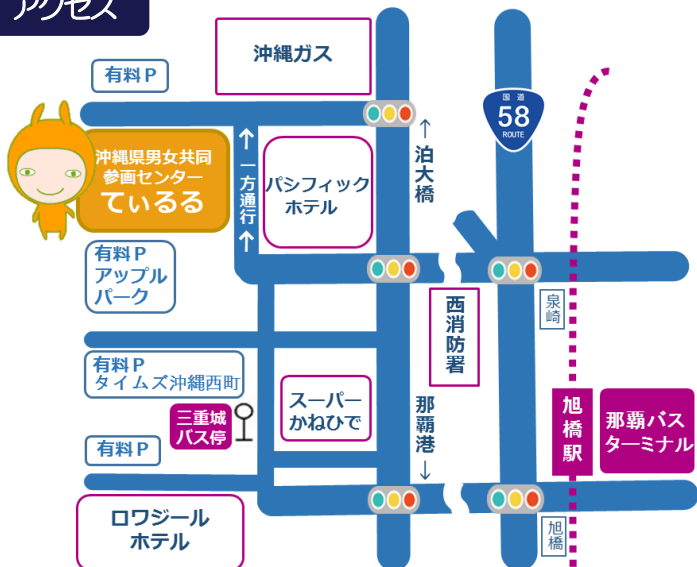 アクセス
沖縄ガス
有料P
国道
58
ROUTE
↑
泊大橋
沖縄県男女共同
参画センター
てぃるる
↑
一方通行
↑
パシフィック
ホテル
有料P
アップル
パーク
西消防署
泉崎
有料P
タイムズ沖縄西町
三重城
バス停
スーパー
かねひで
那覇港
↓
旭橋駅
那覇バス
ターミナル
有料P
ロワジール
ホテル
旭橋